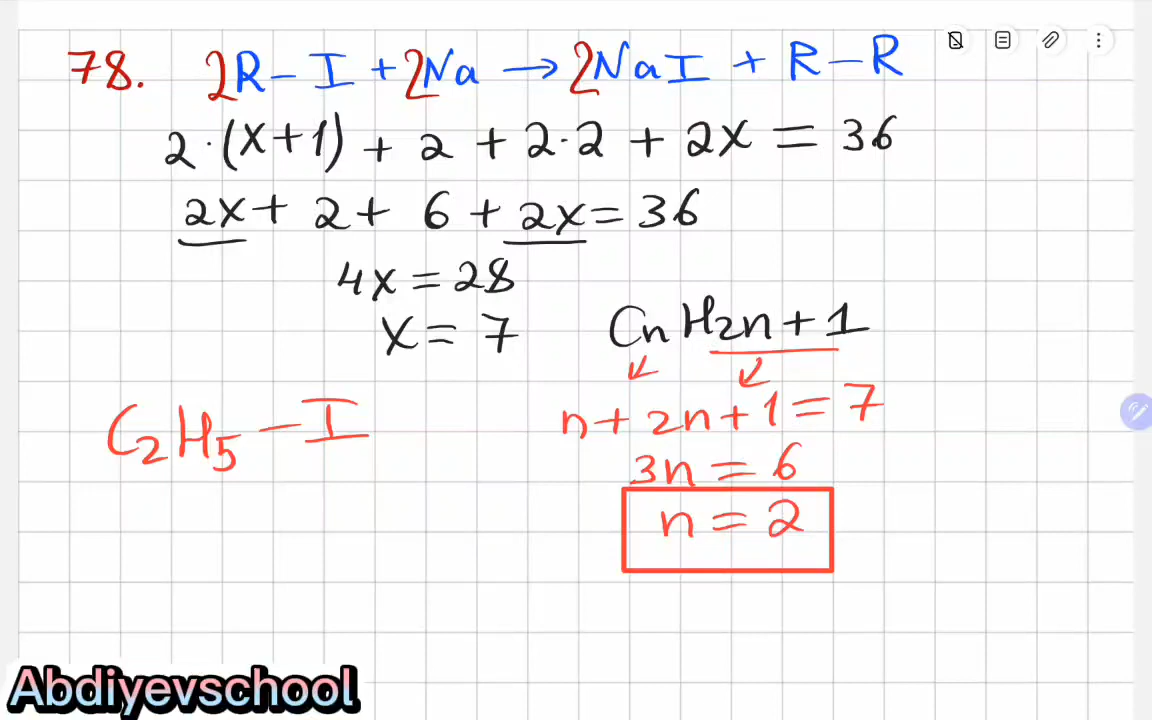 78. 2R-I + 2Na → 2NaI + R-R
2·(x+1) + 2 + 2·2 + 2x = 36
2x + 2 + 6 + 2x = 36
4x = 28
x = 7
CnH2n+1
n + 2n + 1 = 7
3n = 6
n = 2
C2H5-I
Abdiyevschool